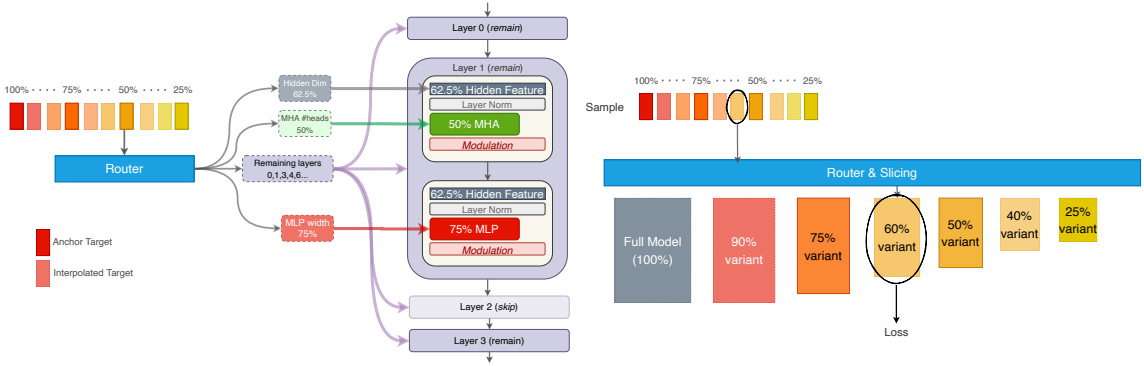 100% ····· 75% ····· 50% ····· 25%
Router
Anchor Target
Interpolated Target
Hidden Dim
62.5%
MHA #heads
50%
Remaining layers
0,1,3,4,6...
MLP width
75%
Layer 0 (remain)
Layer 1 (remain)
62.5% Hidden Feature
Layer Norm
50% MHA
Modulation
62.5% Hidden Feature
Layer Norm
75% MLP
Modulation
Layer 2 (skip)
Layer 3 (remain)
100% ····· 75% ····· 50% ····· 25%
Sample
Router & Slicing
Full Model
(100%)
90%
variant
75%
variant
60%
variant
50%
variant
40%
variant
25%
variant
Loss